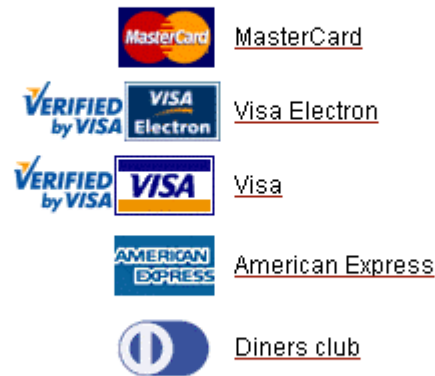 MasterCard MasterCard
VERIFIED by VISA VISA Electron Visa Electron
VERIFIED by VISA VISA Visa
AMERICAN EXPRESS American Express
Diners club